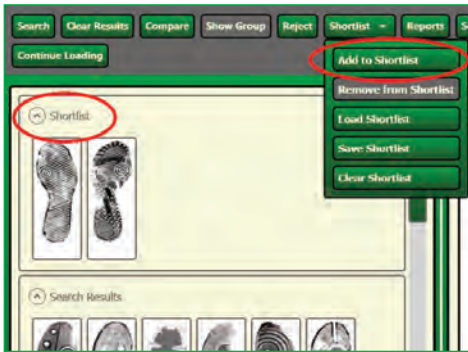 Search Clear Results Compare Show Group Reject Shortlist Reports S
Continue Loading
Add to Shortlist
Remove from Shortlist
Load Shortlist
Save Shortlist
Clear Shortlist
Shortlist
Search Results